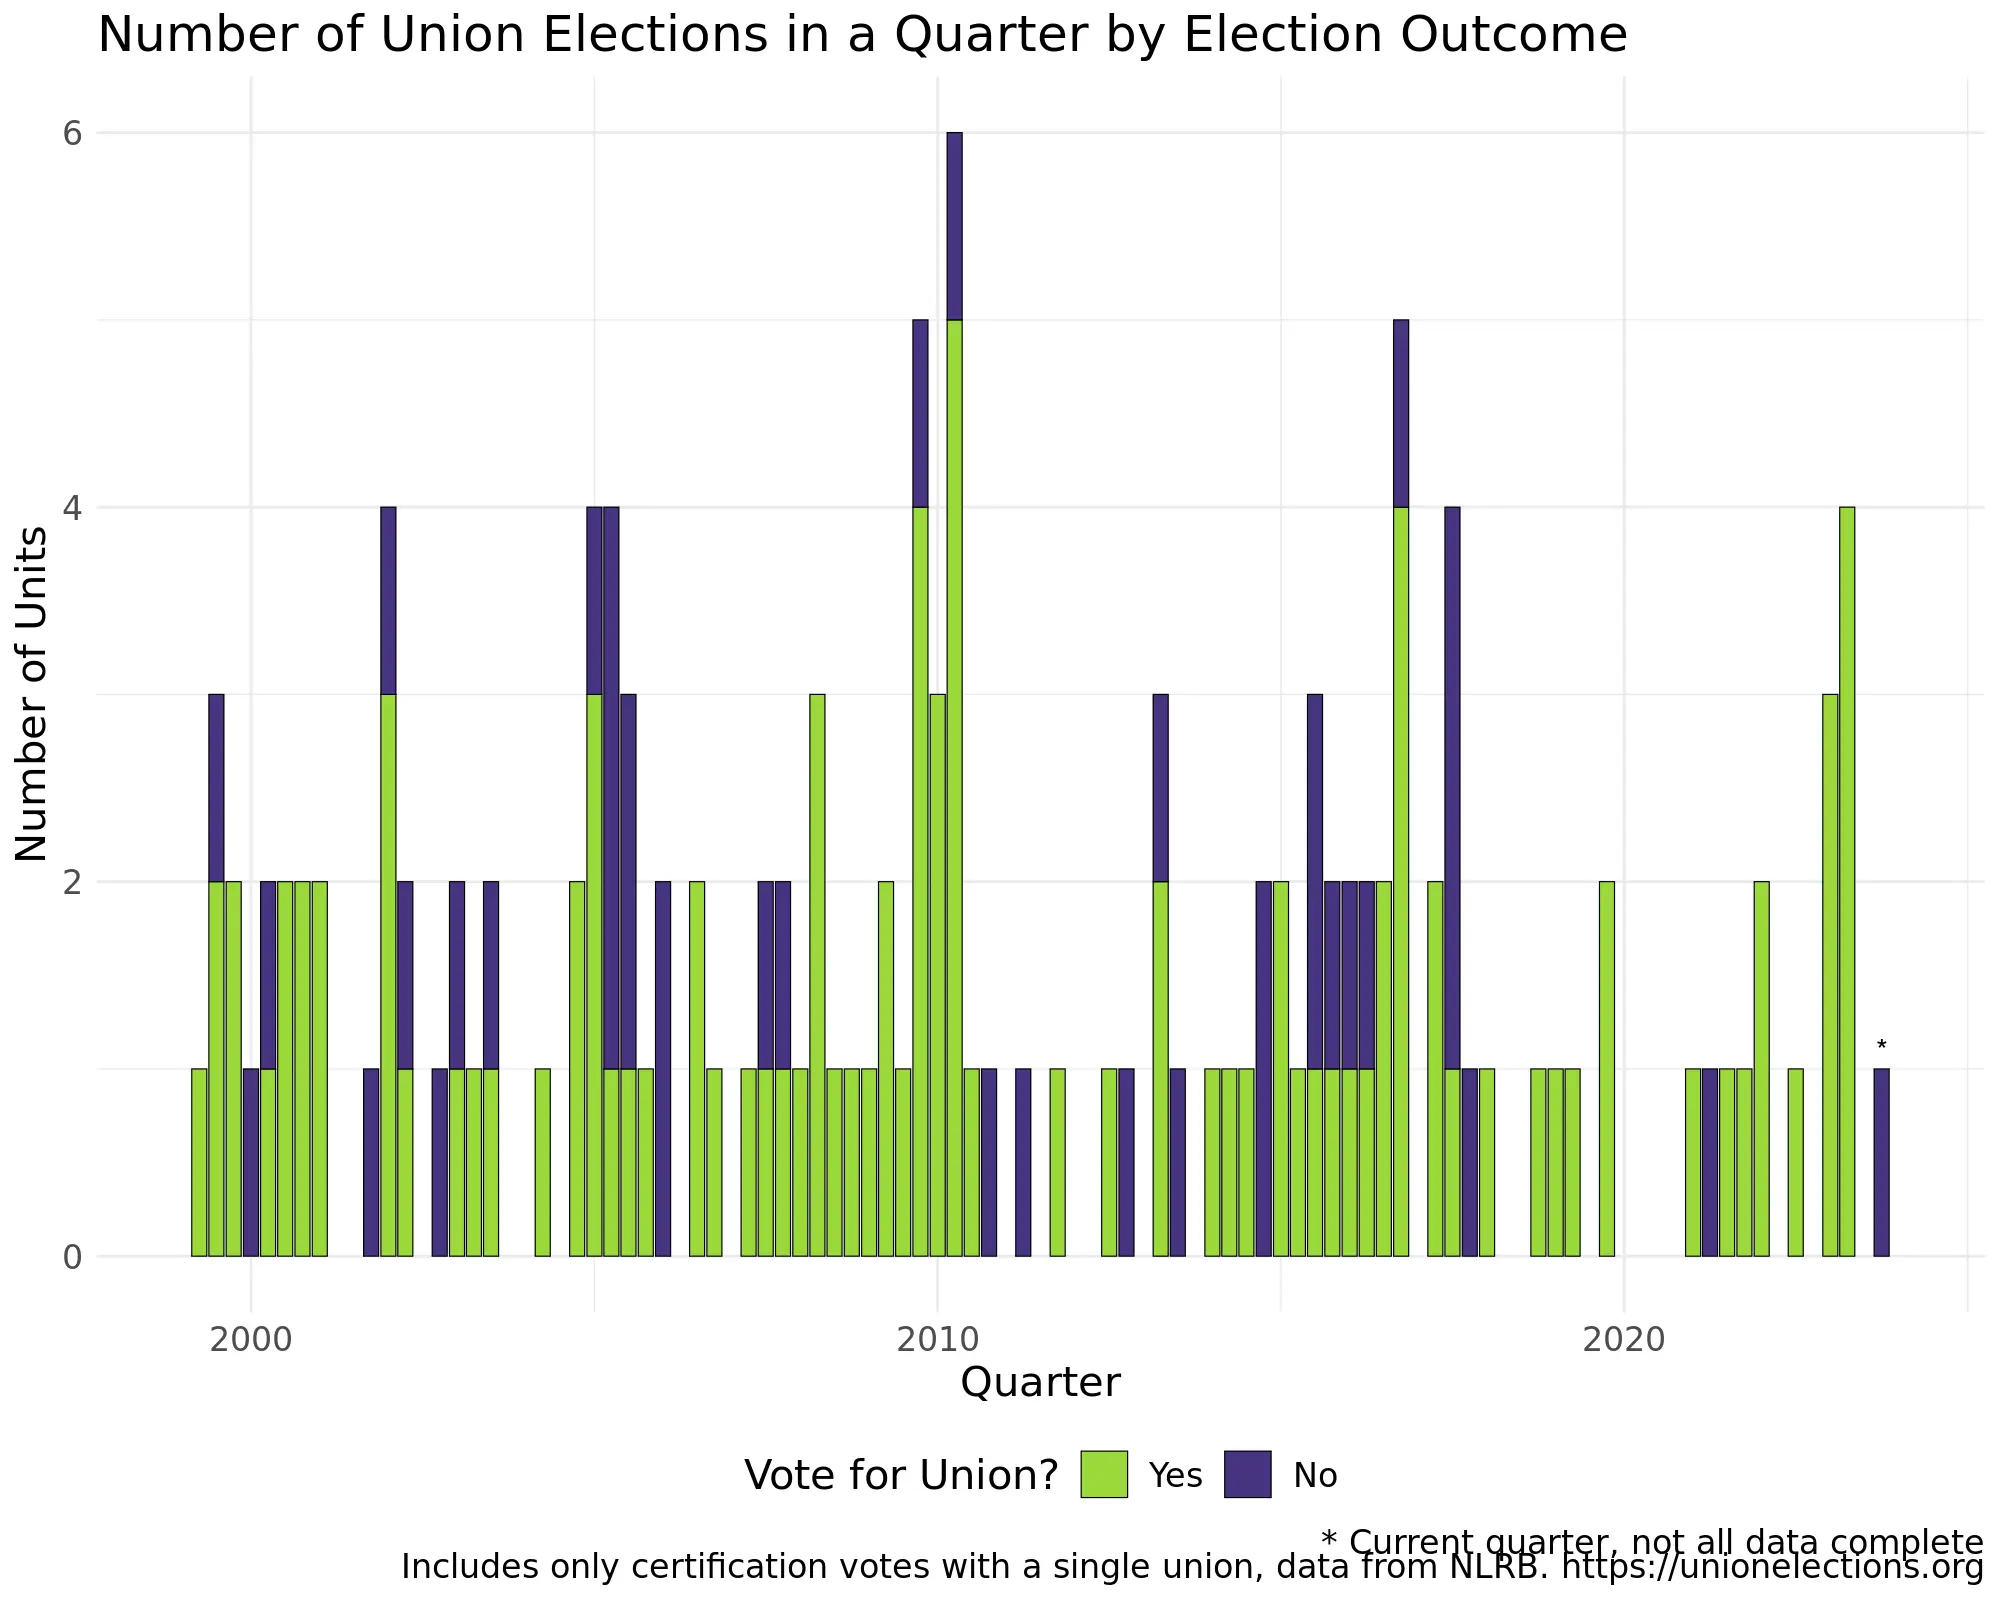 Number of Union Elections in a Quarter by Election Outcome
6
4
2
0
Number of Units
*
2000 2010 2020
Quarter
Vote for Union? Yes No
* Current quarter, not all data complete
Includes only certification votes with a single union, data from NLRB. https://unionelections.org